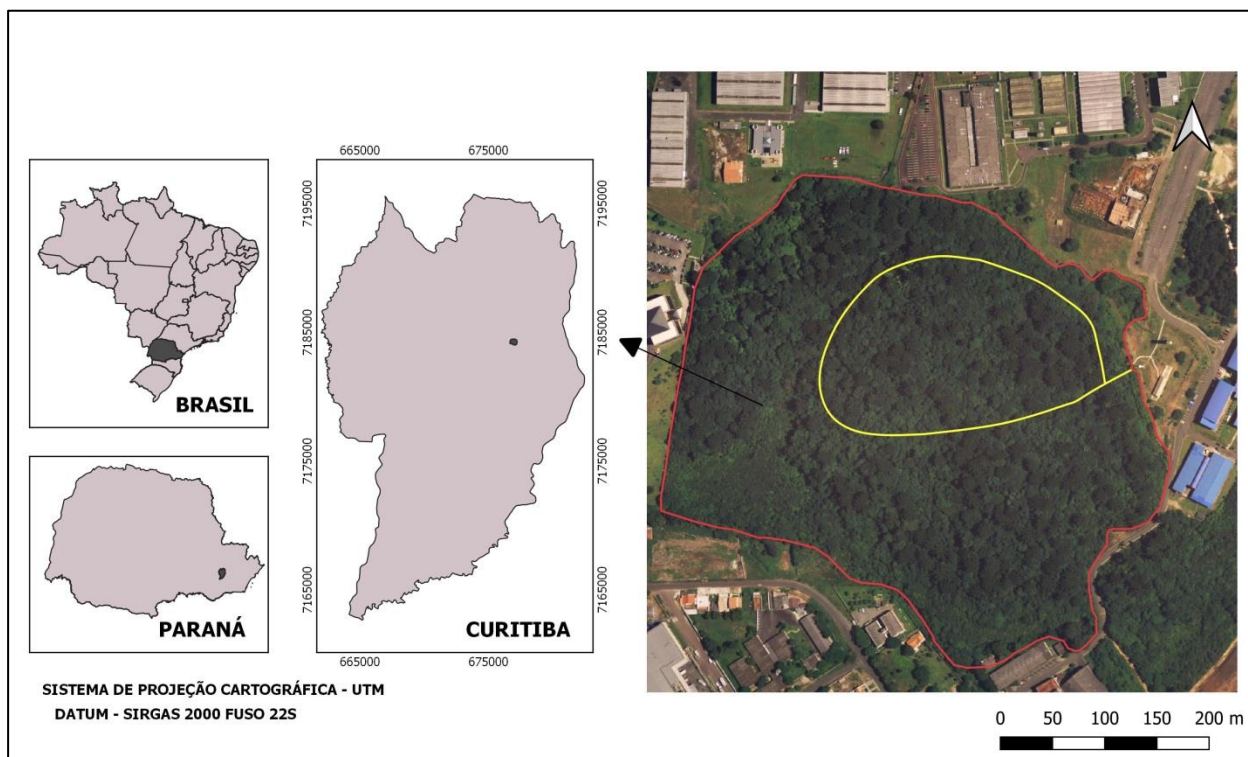 BRASIL
PARANÁ
665000 675000
7195000 7195000
7185000 7185000
7175000 7175000
7165000 7165000
CURITIBA
665000 675000
SISTEMA DE PROJEÇÃO CARTOGRÁFICA - UTM
DATUM - SIRGAS 2000 FUSO 22S
0 50 100 150 200 m